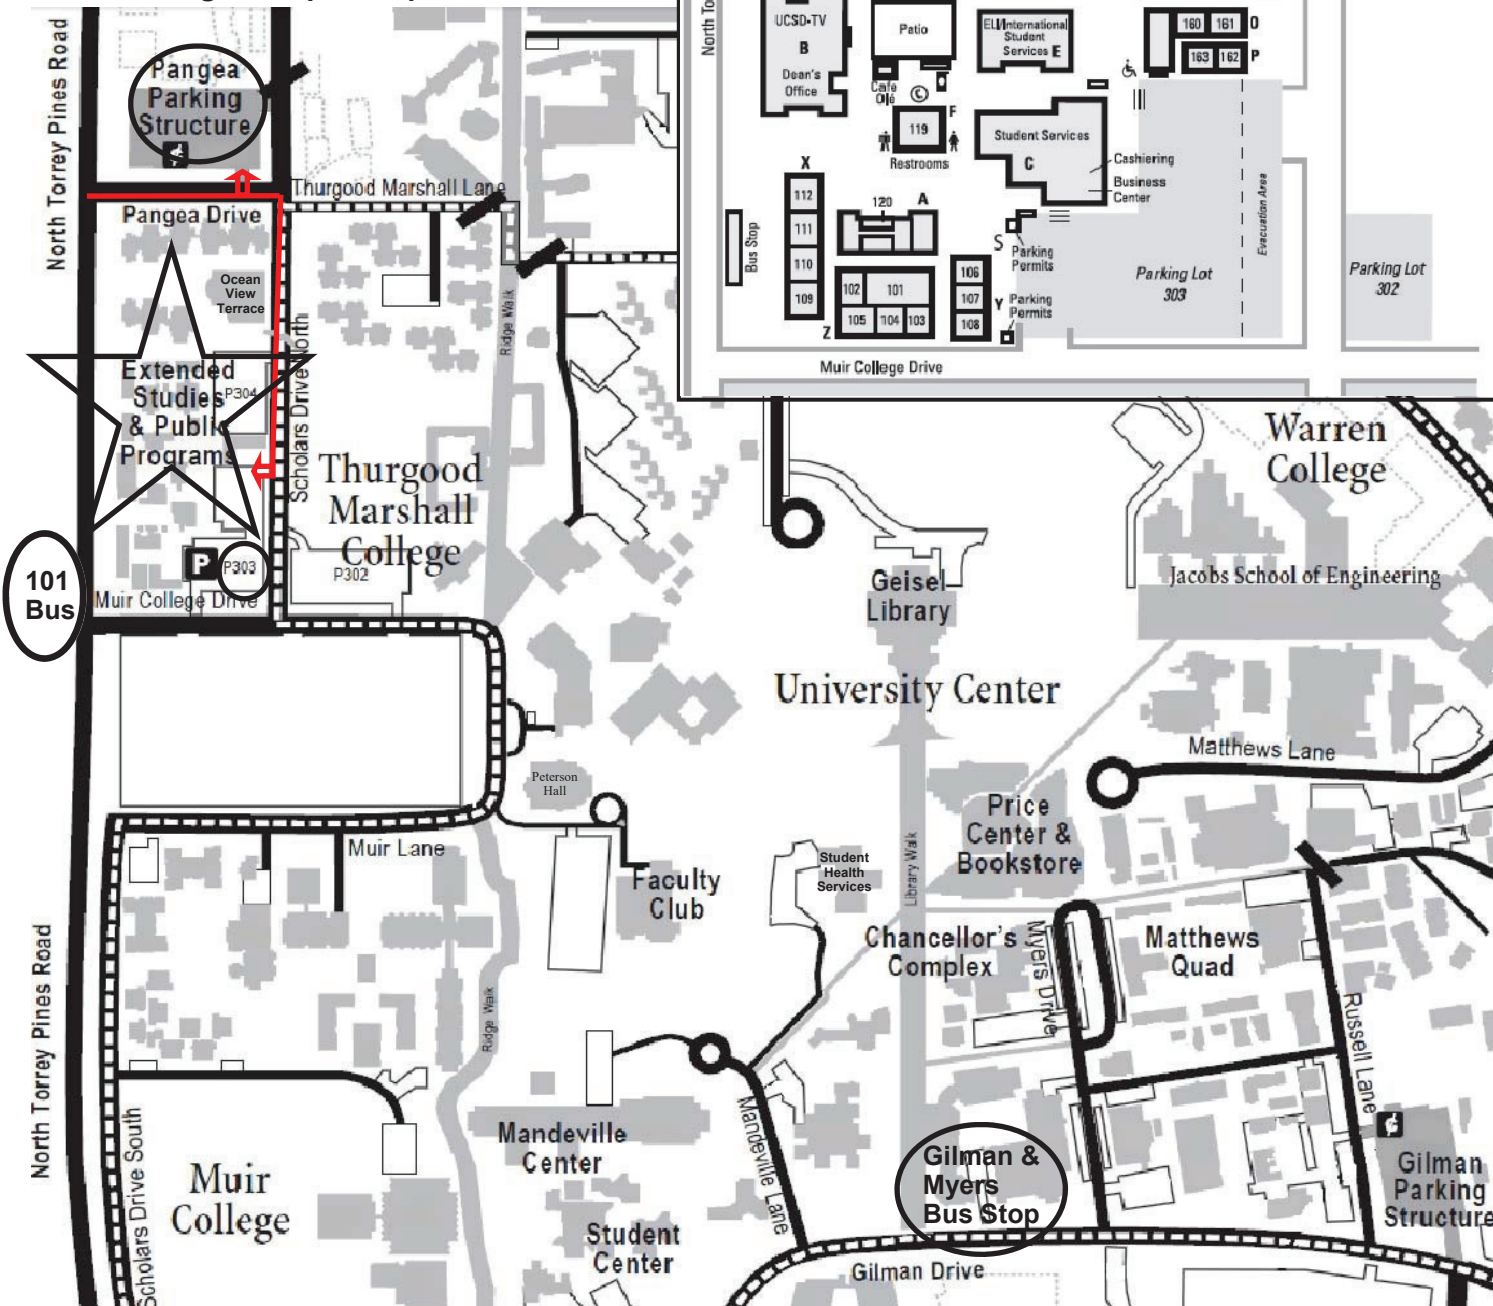 North Torrey Pines Road
Pangea
Parking
Structure
Thurgood Marshall Lane
Pangea Drive
Ocean
View
Terrace
Scholars Drive North
Ridge Walk
Extended
Studies
& Public
Programs
P304
Thurgood
Marshall
College
101
Bus
P
P303
P302
Muir College Drive
North To
UCSD-TV
B
Dean's
Office
Patio
Café
Olé
©
ELI/International
Student
Services E
160 161 O
163 162 P
F
119
Restrooms
Student Services
C
Cashiering
Business
Center
X
112
111
110
109
Bus Stop
120
A
102
101
105
104
103
Z
106
107
108
Y
S
Parking
Permits
Parking
Permits
Parking Lot
303
Evacuation Area
Parking Lot
302
Muir College Drive
Warren
College
Geisel
Library
Jacobs School of Engineering
University Center
Matthews Lane
Peterson
Hall
Price
Center &
Bookstore
Muir Lane
Student
Health
Services
Library Walk
Faculty
Club
Chancellor's
Complex
Myers Drive
Matthews
Quad
North Torrey Pines Road
Ridge Walk
Russell Lane
Mandeville
Center
Mandeville Lane
Scholars Drive South
Muir
College
Gilman &
Myers
Bus Stop
Gilman
Parking
Structure
Student
Center
Gilman Drive